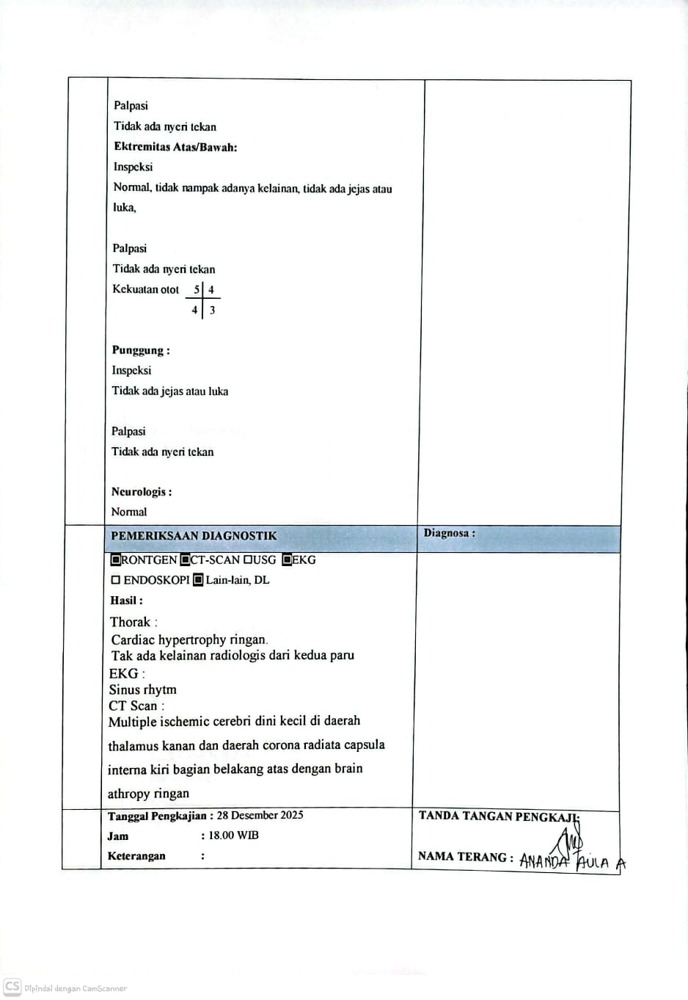 Palpasi
Tidak ada nyeri tekan
Ektremitas Atas/Bawah:
Inspeksi
Normal, tidak nampak adanya kelainan, tidak ada jejas atau
luka,
Palpasi
Tidak ada nyeri tekan
Kekuatan otot 5 4
4 3
Punggung :
Inspeksi
Tidak ada jejas atau luka
Palpasi
Tidak ada nyeri tekan
Neurologis :
Normal
PEMERIKSAAN DIAGNOSTIK
Diagnosa :
RONTGEN CT-SCAN USG EKG
ENDOSKOPI Lain-lain, DL
Hasil :
Thorak :
Cardiac hypertrophy ringan.
Tak ada kelainan radiologis dari kedua paru
EKG :
Sinus rhytm
CT Scan :
Multiple ischemic cerebri dini kecil di daerah
thalamus kanan dan daerah corona radiata capsula
interna kiri bagian belakang atas dengan brain
athropy ringan
Tanggal Pengkajian : 28 Desember 2025
Jam : 18.00 WIB
Keterangan :
TANDA TANGAN PENGKAJI:
NAMA TERANG : ANANDA AULA A
CS Dipindai dengan CamScanner